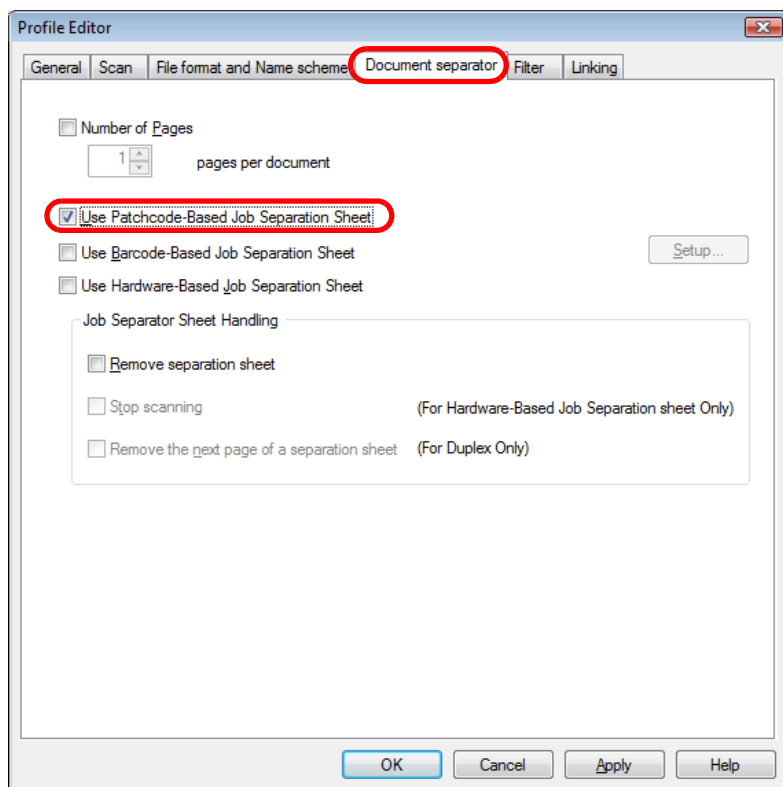 Profile Editor
General Scan File format and Name scheme Document separator Filter Linking
Number of Pages
1 pages per document
Use Patchcode-Based Job Separation Sheet
Use Barcode-Based Job Separation Sheet Setup...
Use Hardware-Based Job Separation Sheet
Job Separator Sheet Handling
Remove separation sheet
Stop scanning (For Hardware-Based Job Separation sheet Only)
Remove the next page of a separation sheet (For Duplex Only)
OK Cancel Apply Help